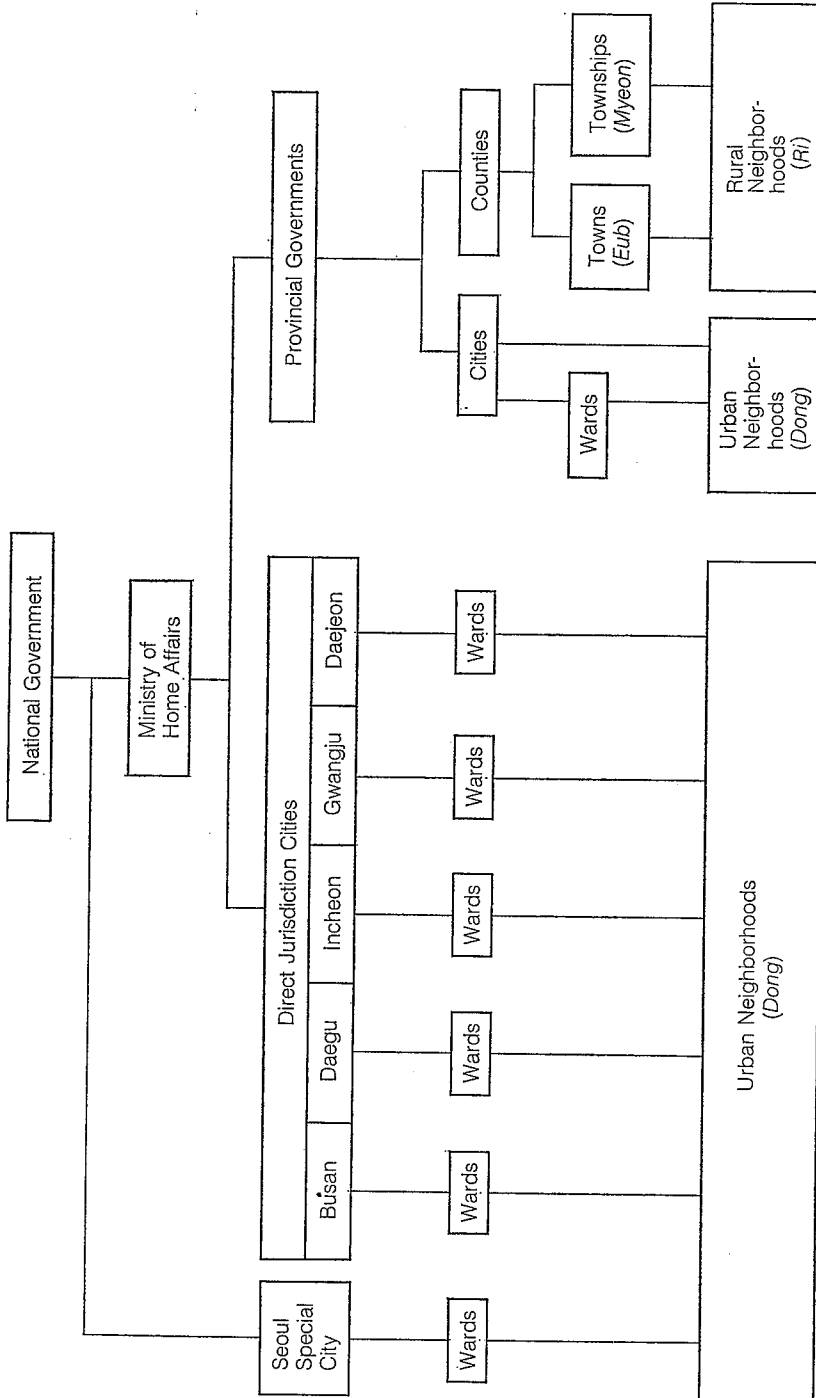 National Government
Ministry of
Home Affairs
Seoul
Special
City
Direct Jurisdiction Cities
Busan
Daegu
Incheon
Gwangju
Daejeon
Provincial Governments
Cities
Counties
Wards
Wards
Wards
Wards
Wards
Wards
Wards
Towns
(Eub)
Townships
(Myeon)
Urban Neighborhoods
(Dong)
Urban
Neighbor-
hoods
(Dong)
Rural
Neighbor-
hoods
(Ri)